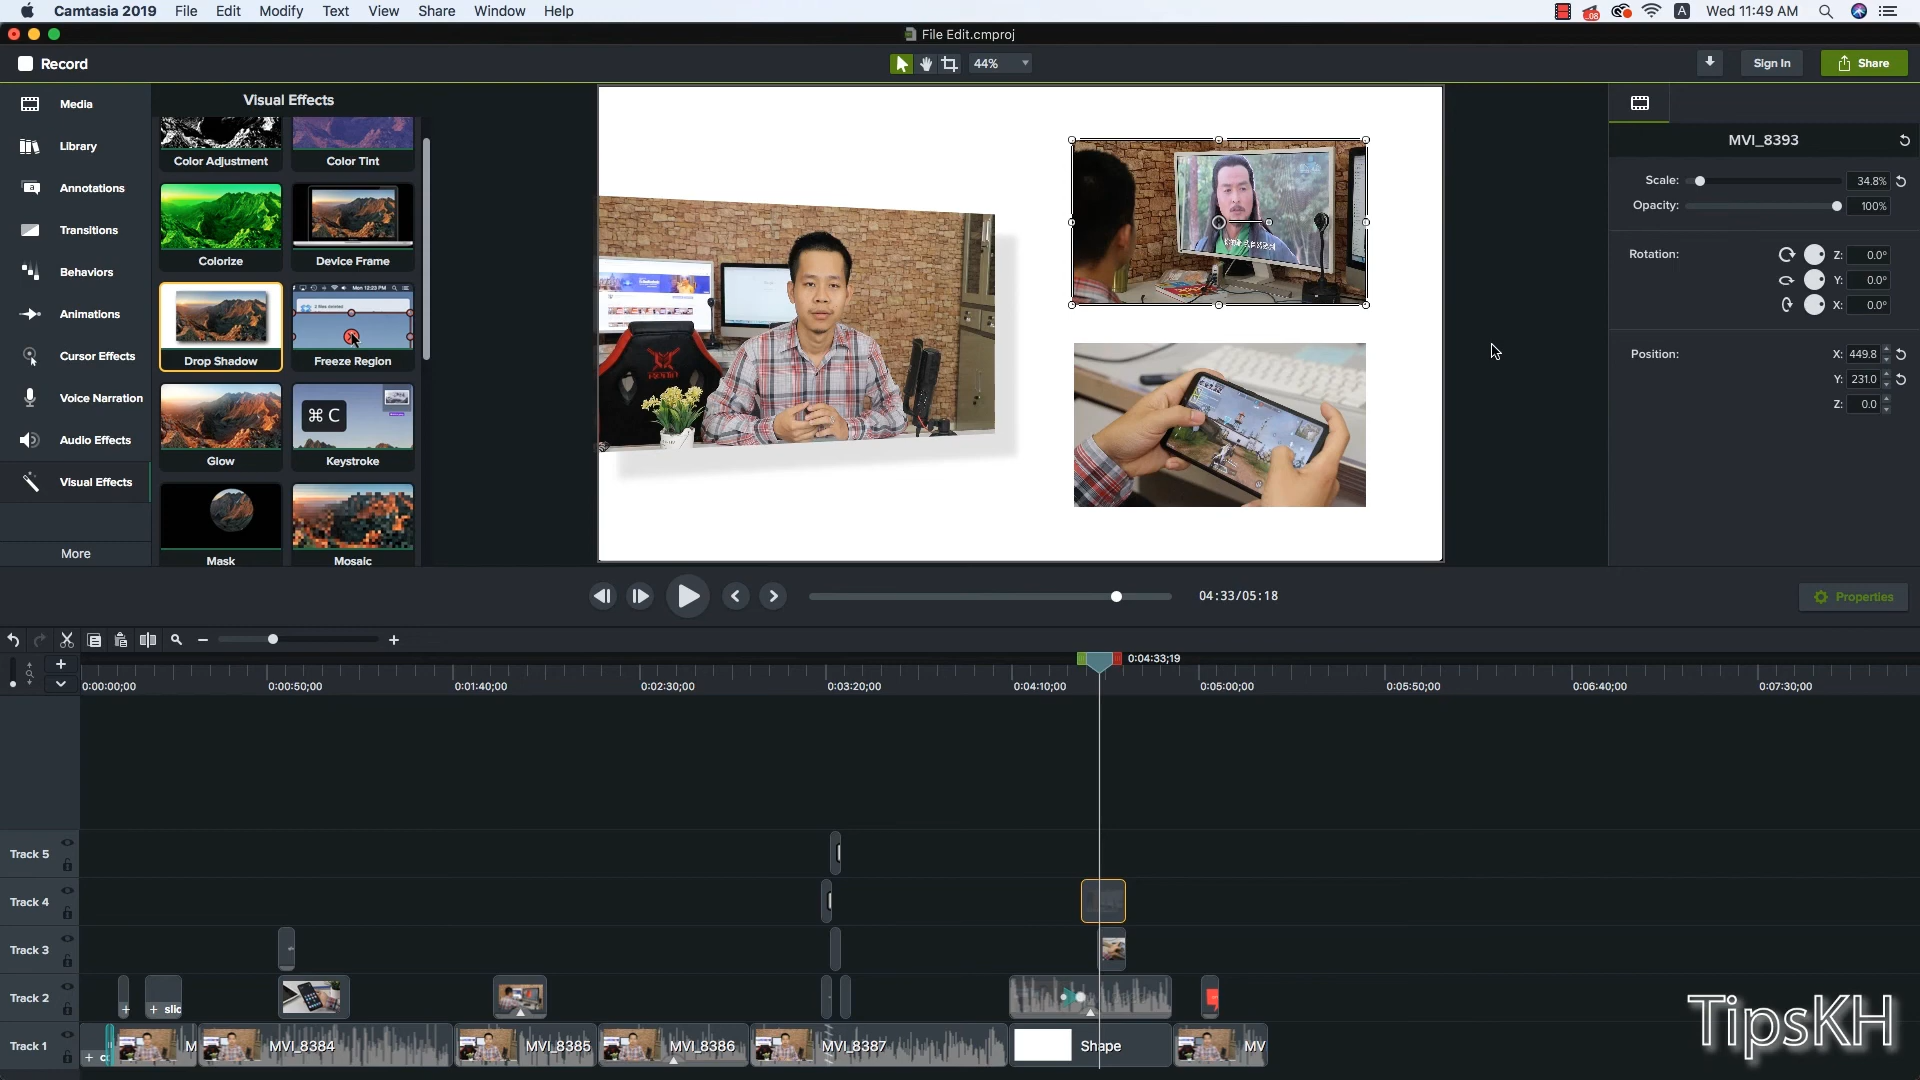 Camtasia 2019 File Edit Modify Text View Share Window Help
Wed 11:49 AM
File Edit.cmproj
Record
44%
Sign In
Share
Media
Library
Annotations
Transitions
Behaviors
Animations
Cursor Effects
Voice Narration
Audio Effects
Visual Effects
More
Visual Effects
Color Adjustment
Color Tint
Colorize
Device Frame
Drop Shadow
Freeze Region
Glow
⌘ C
Keystroke
Mask
Mosaic
MVI_8393
Scale: 34.8%
Opacity: 100%
Rotation: Z: 0.0°
Y: 0.0°
X: 0.0°
Position: X: 449.8
Y: 231.0
Z: 0.0
04:33/05:18
Properties
0:04:33;19
0:00:00;00 0:00:50;00 0:01:40;00 0:02:30;00 0:03:20;00 0:04:10;00 0:05:00;00 0:05:50;00 0:06:40;00 0:07:30;00
Track 5
Track 4
Track 3
Track 2
+ slic
Track 1
M
MVI_8384
MVI_8385
MVI_8386
MVI_8387
Shape
MV
TipsKH